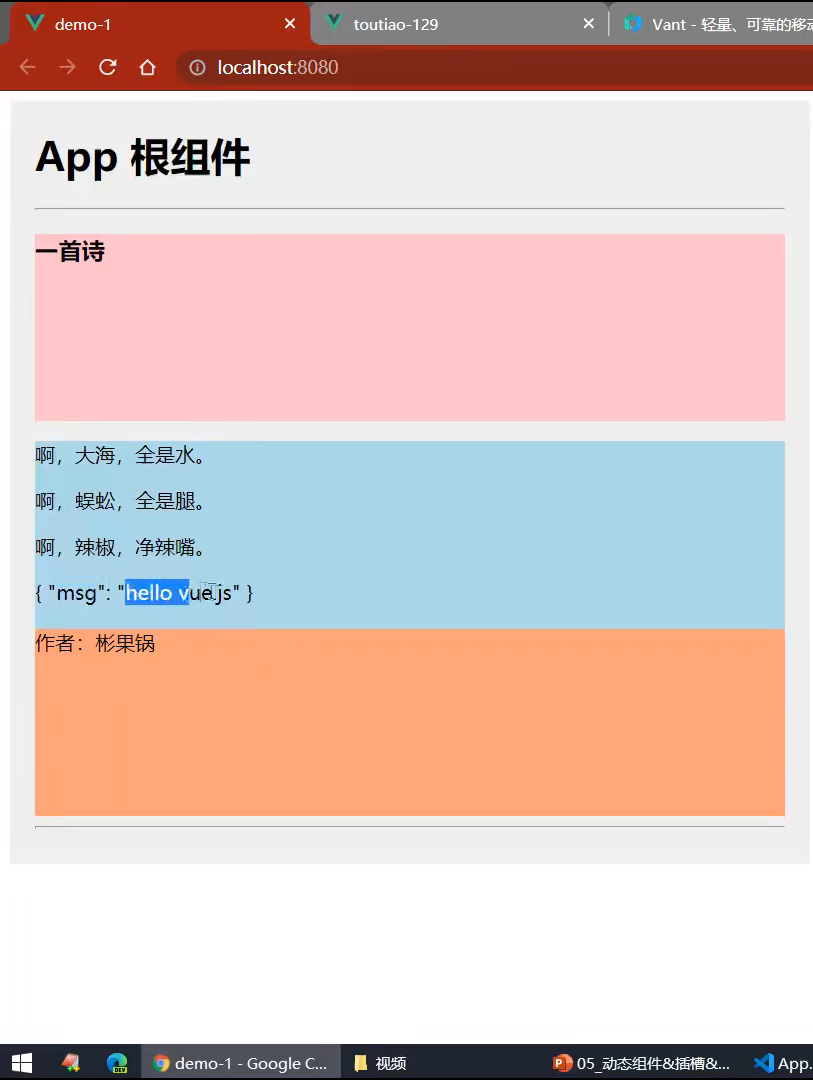 demo-1
toutiao-129
Vant - 轻量、可靠的移动
localhost:8080
App 根组件
一首诗
啊，大海，全是水。
啊，蜈蚣，全是腿。
啊，辣椒，净辣嘴。
{ "msg": "hello vue.js" }
作者：彬果锅
DEV
demo-1 - Google C...
视频
05_动态组件&插槽&...
App.